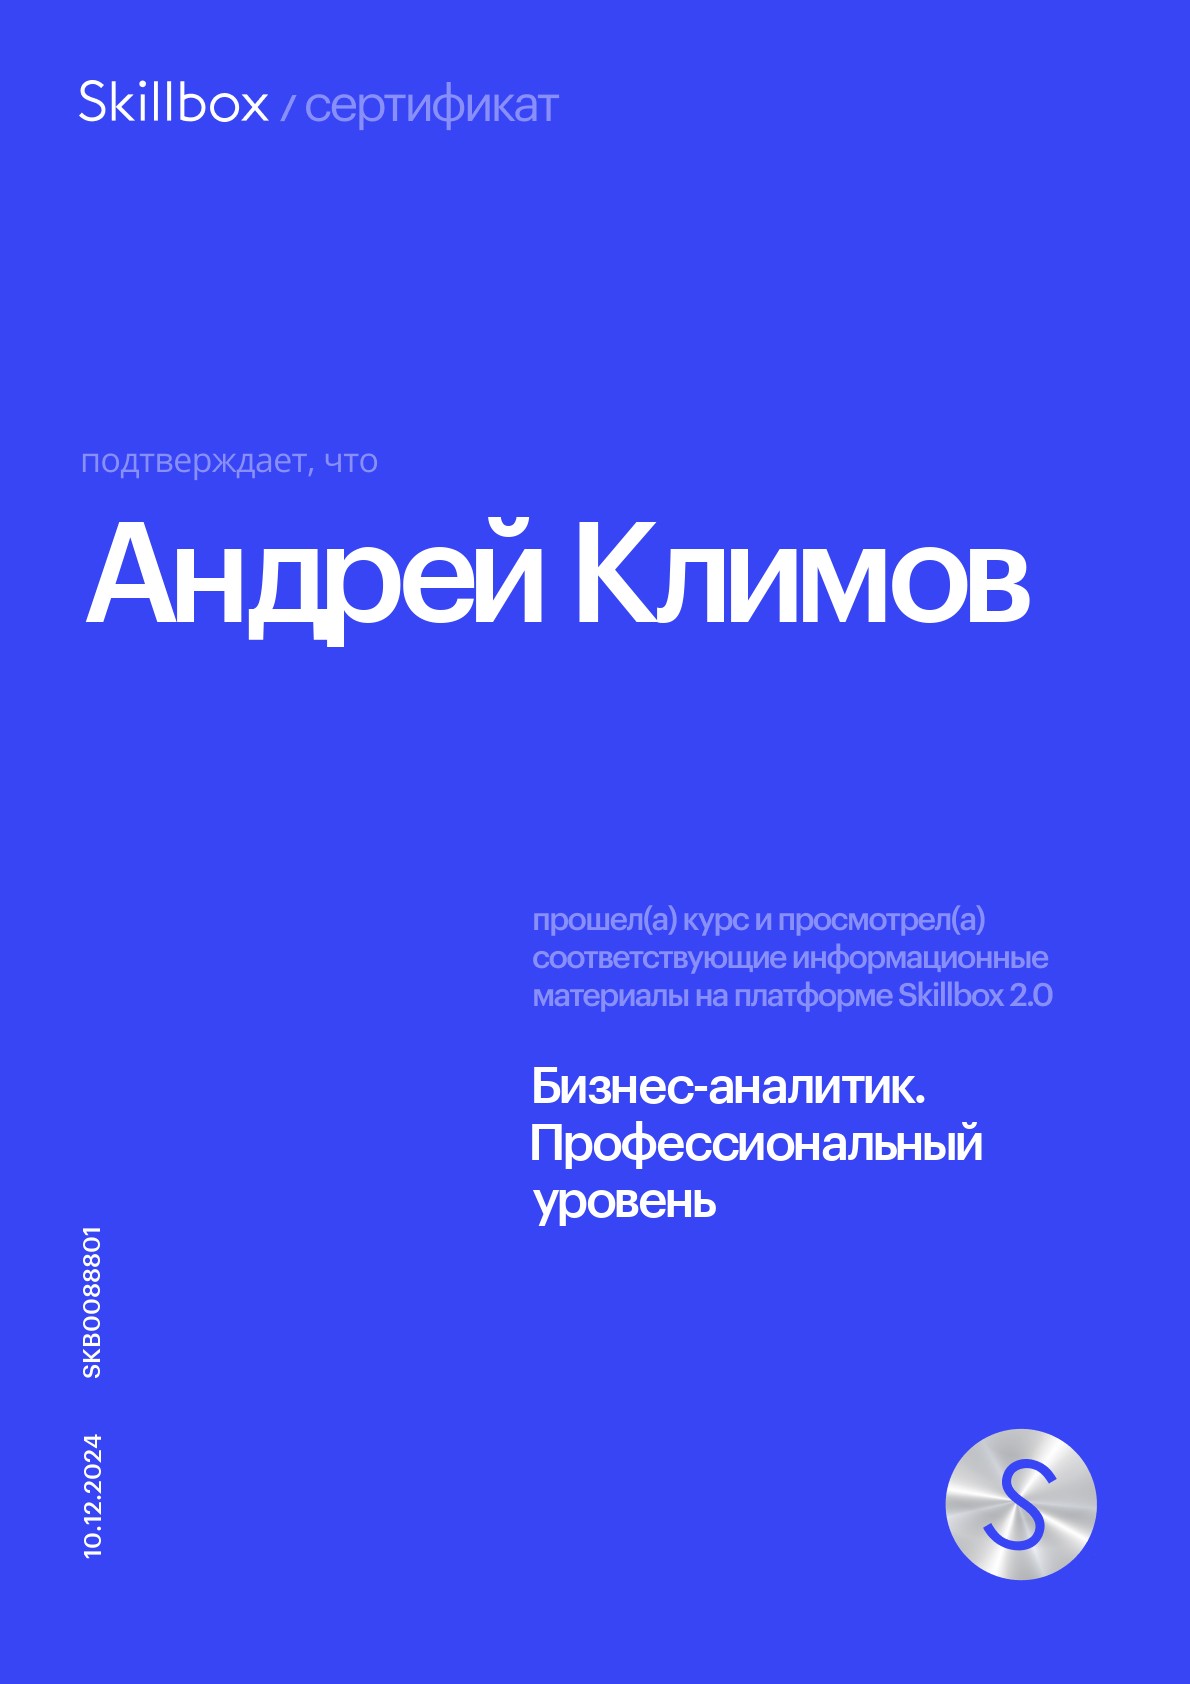 Skillbox / сертификат
подтверждает, что
Андрей Климов
прошел(а) курс и просмотрел(а)
соответствующие информационные
материалы на платформе Skillbox 2.0
Бизнес-аналитик.
Профессиональный
уровень
SKB0088801
10.12.2024
S